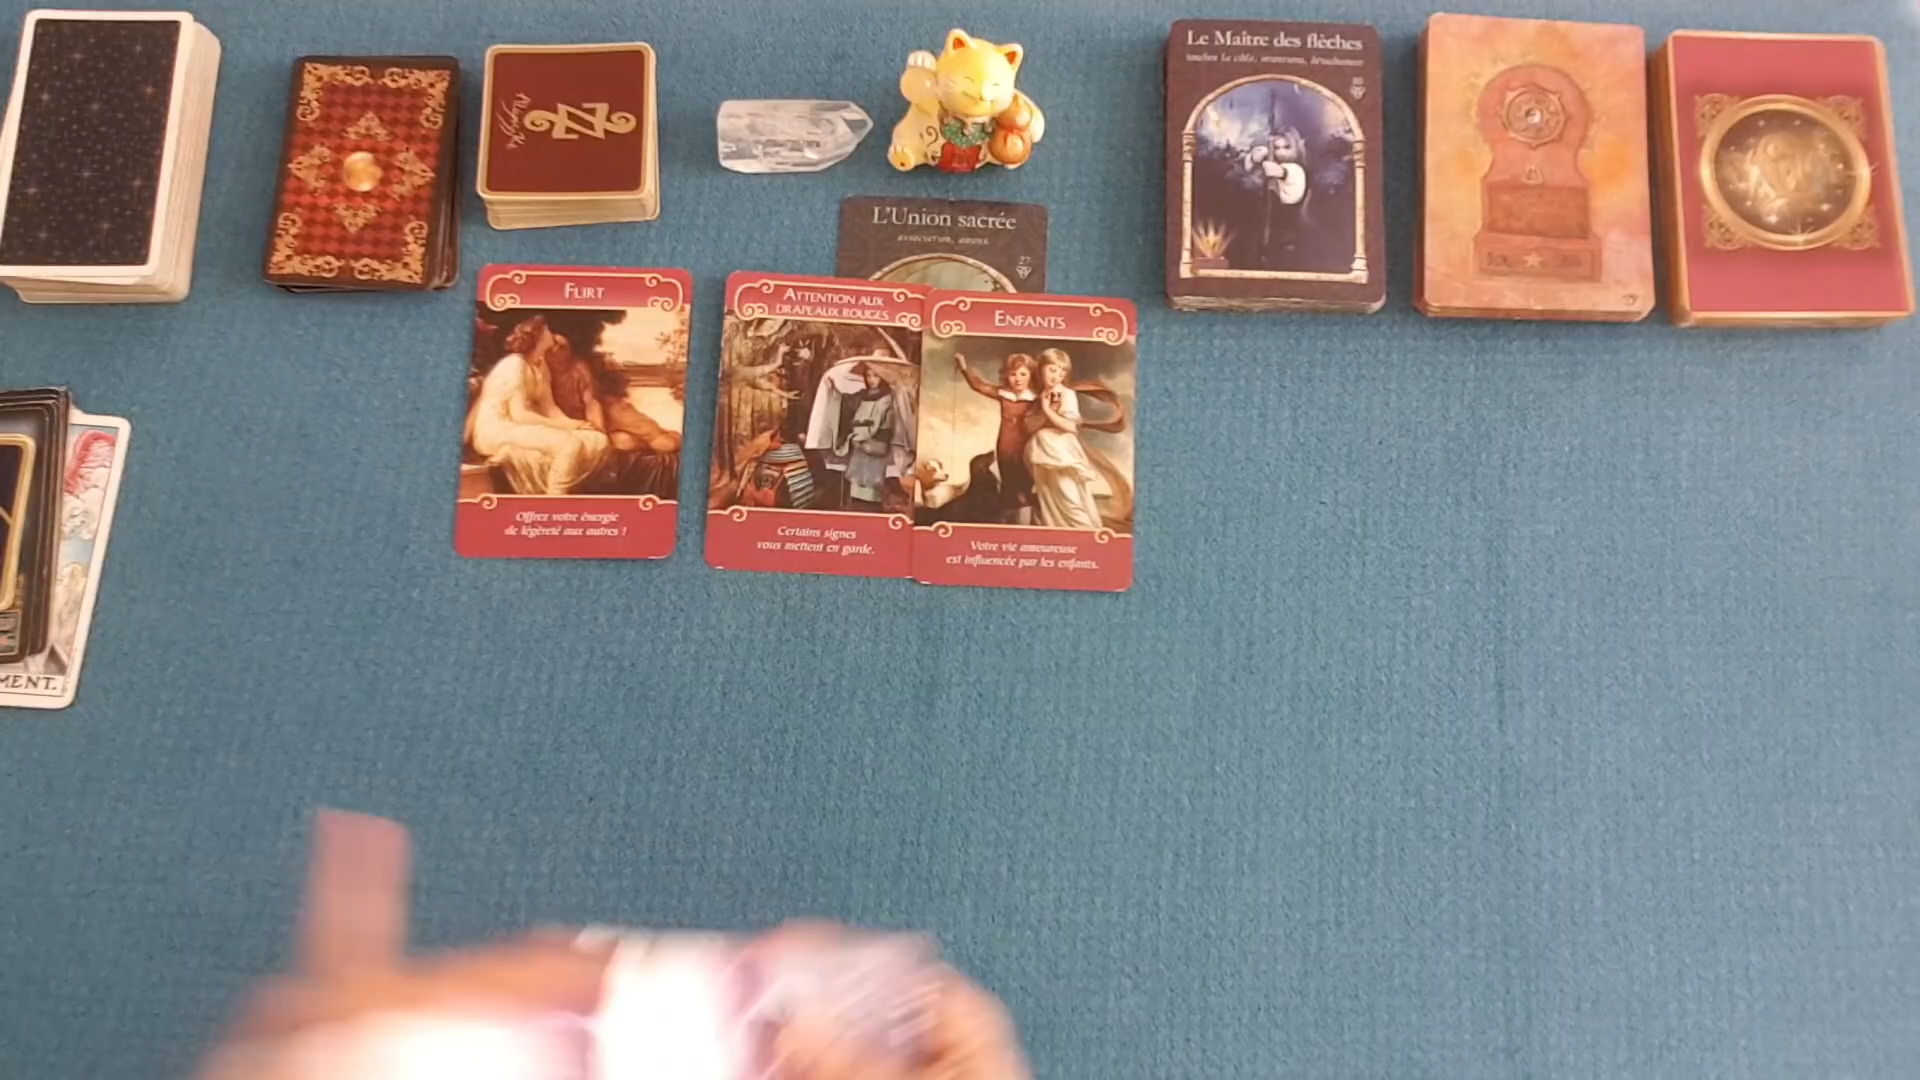 Le Maître des flèches
L'Union sacrée
27
FLIRT
Offrez votre énergie
de légèreté aux autres !
ATTENTION AUX
DRAPEAUX ROUGES
Certains signes
vous mettent en garde.
ENFANTS
Votre vie amoureuse
est influencée par les enfants.
MENT.